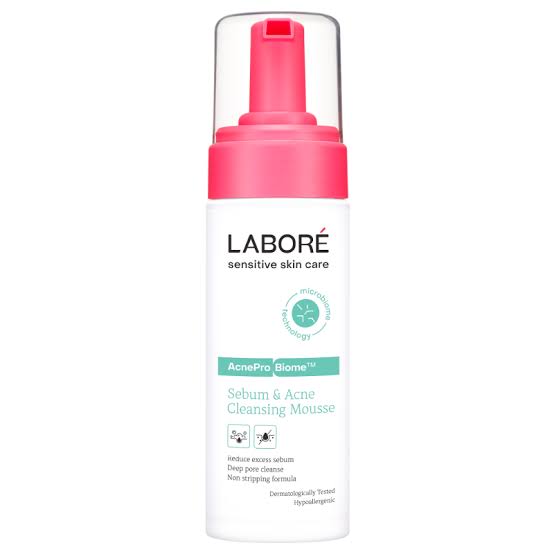 LABORÉ
sensitive skin care
microbiome
technology
AcnePro Biome™
Sebum & Acne
Cleansing Mousse
Reduce excess sebum
Deep pore cleanse
Non stripping formula
Dermatologically Tested
Hypoallergenic